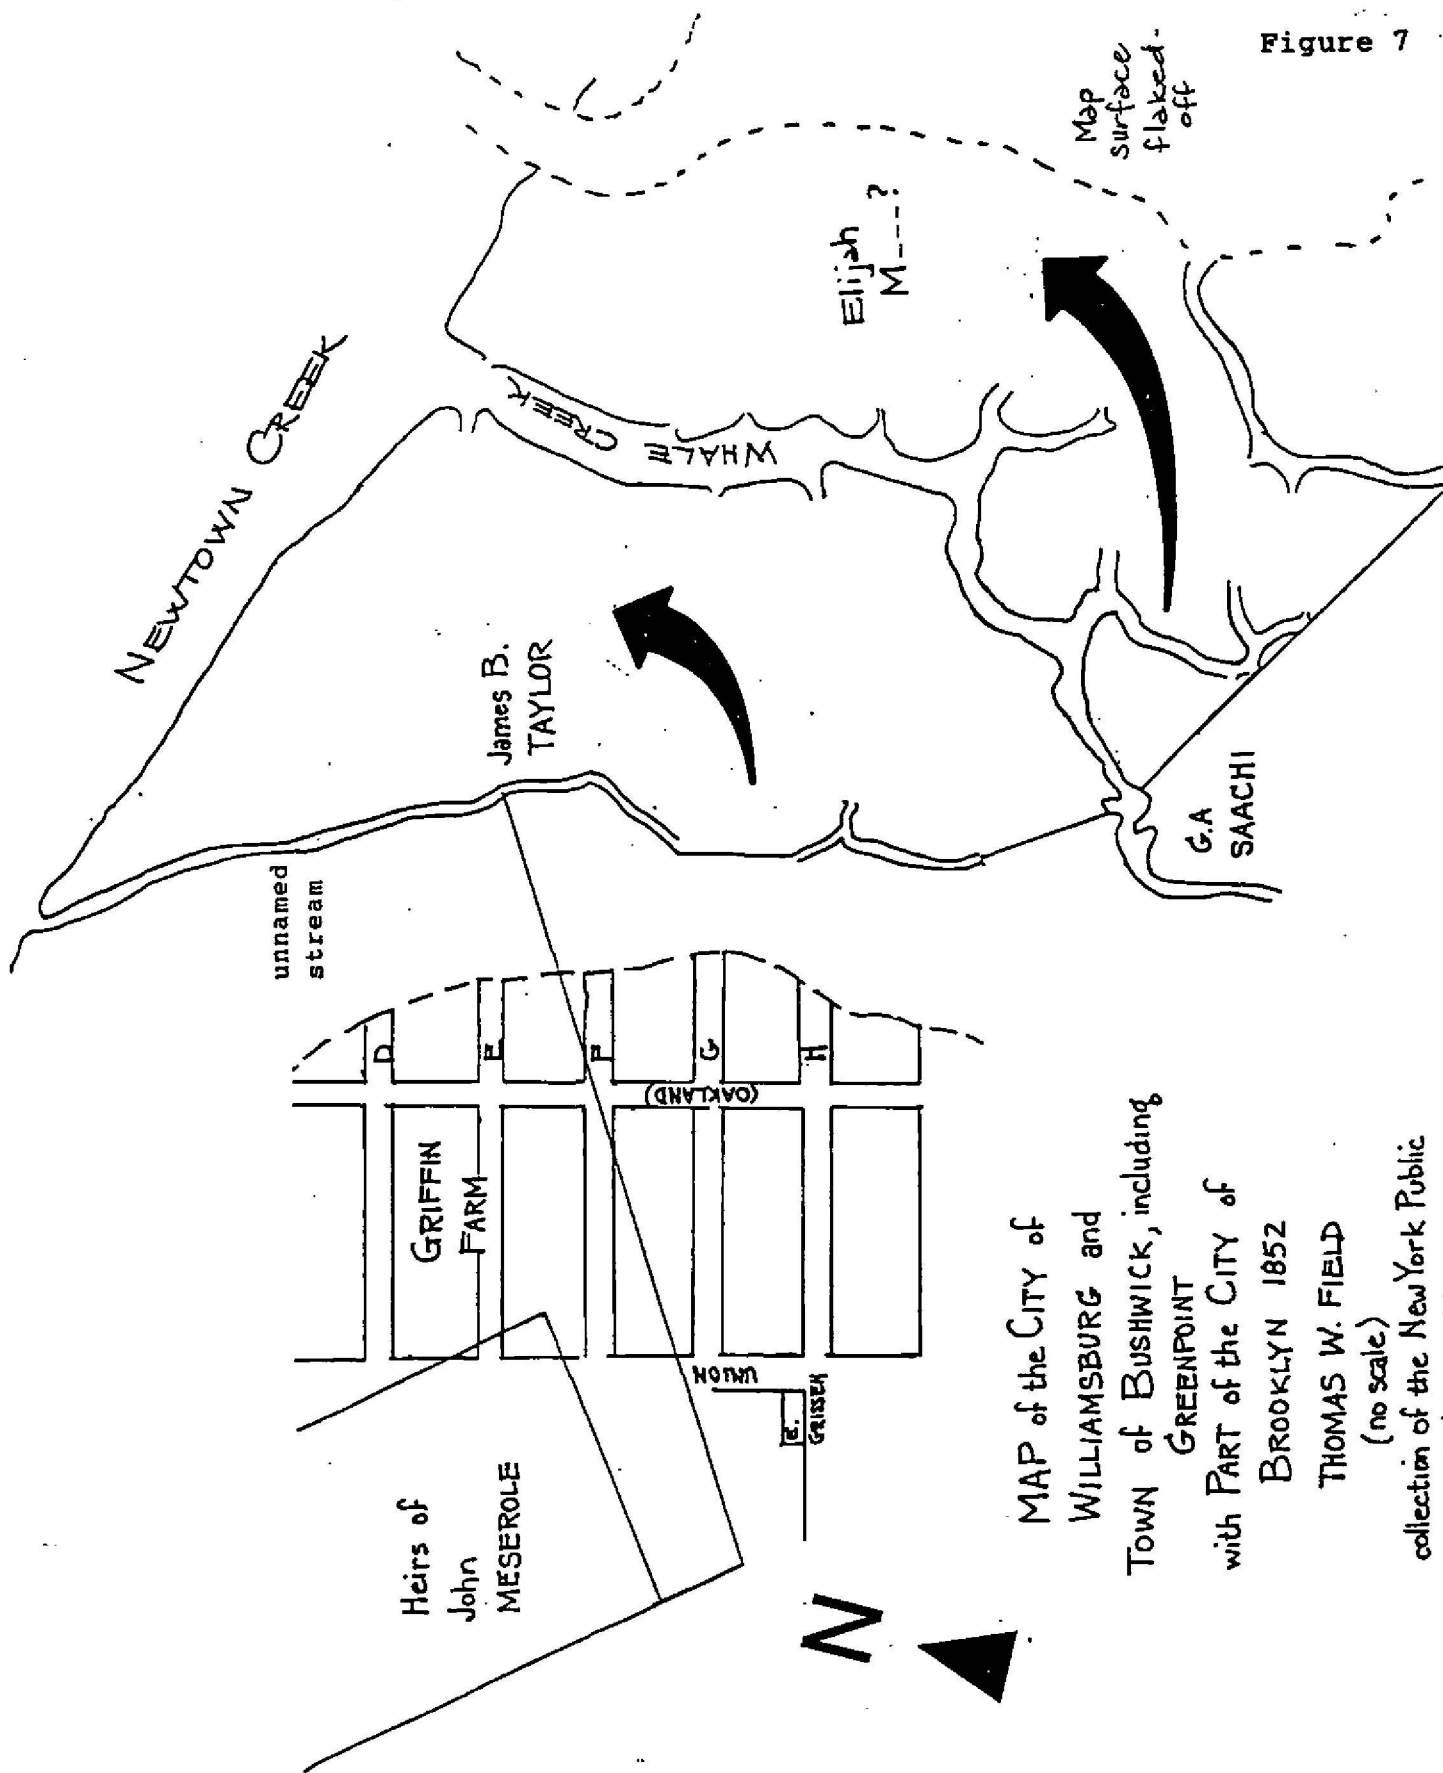 Figure 7
Map
surface
flaked-
off
NEWTOWN CREEK
WHALE CREEK
Elijah
M---?
James B.
TAYLOR
unnamed
stream
G.A
SAACHI
D
E
F
G
H
(OAKLAND)
GRIFFIN
FARM
UNION
E.
GRISSEN
Heirs of
John
MESEROLE
N
MAP of the CITY of
WILLIAMSBURG and
TOWN of BUSHWICK, including
GREENPOINT
with PART of the CITY of
BROOKLYN 1852
THOMAS W. FIELD
(no scale)
collection of the New York Public